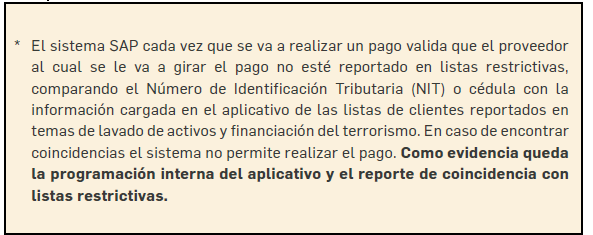 * El sistema SAP cada vez que se va a realizar un pago valida que el proveedor
al cual se le va a girar el pago no esté reportado en listas restrictivas,
comparando el Número de Identificación Tributaria (NIT) o cédula con la
información cargada en el aplicativo de las listas de clientes reportados en
temas de lavado de activos y financiación del terrorismo. En caso de encontrar
coincidencias el sistema no permite realizar el pago. Como evidencia queda
la programación interna del aplicativo y el reporte de coincidencia con
listas restrictivas.